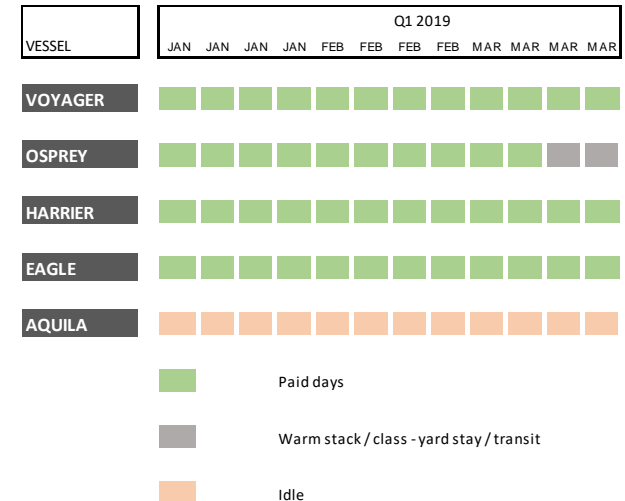 Q1 2019
VESSEL JAN JAN JAN JAN FEB FEB FEB FEB MAR MAR MAR MAR
VOYAGER
OSPREY
HARRIER
EAGLE
AQUILA
Paid days
Warm stack / class - yard stay / transit
Idle